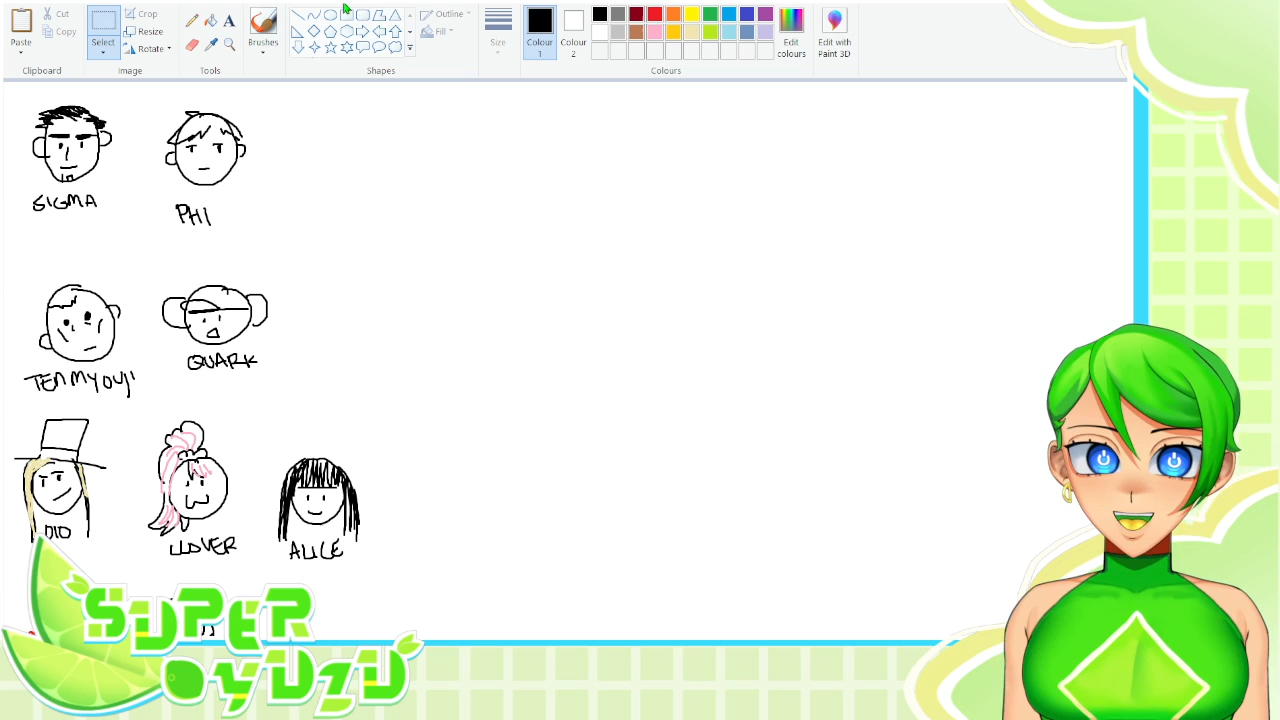 Paste
Cut
Copy
Clipboard
Select
Crop
Resize
Rotate
Image
A
Tools
Brushes
Shapes
Outline
Fill
Size
Colour
1
Colour
2
Edit
colours
Colours
Edit with
Paint 3D
SIGMA
PHI
TENMYOUJI
QUARK
DIO
CLOVER
ALICE
SUPER
OYDZD